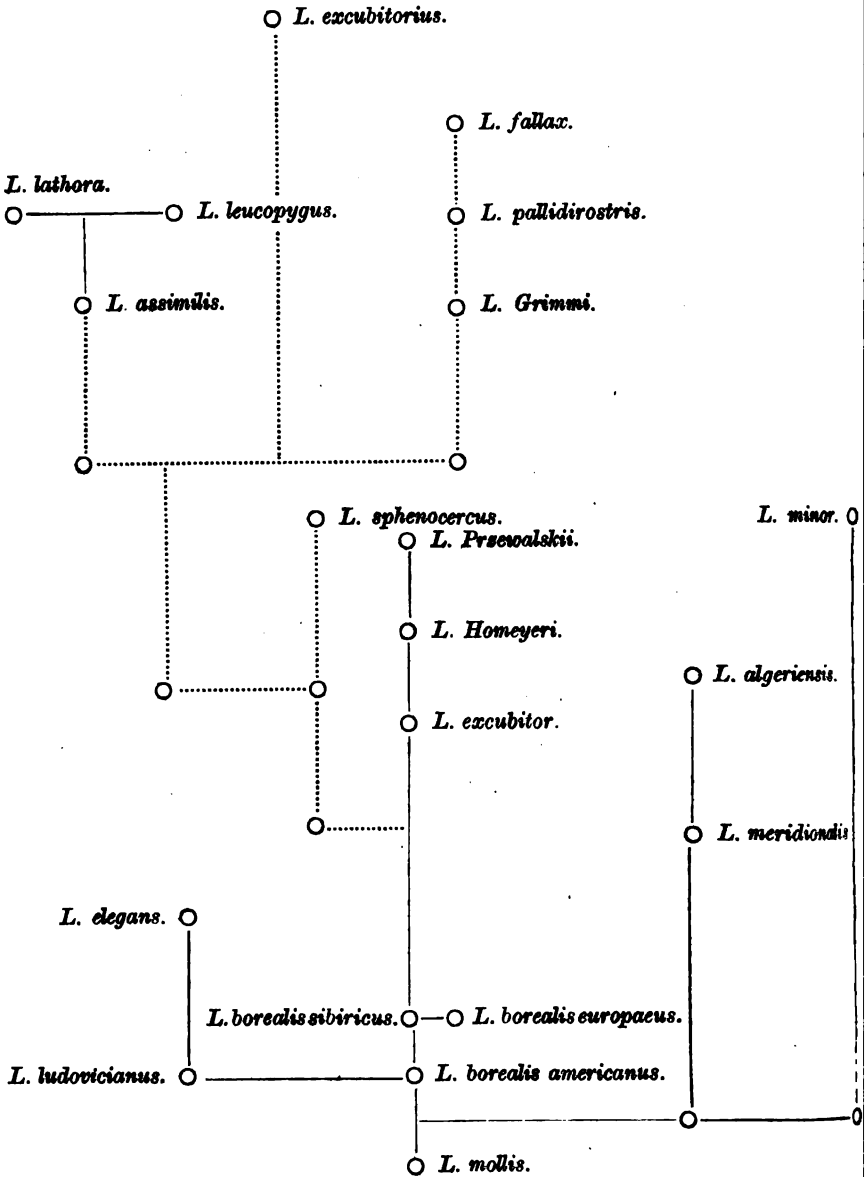 L. excubitorius.
L. fallax.
L. lathora.
L. leucopygus.
L. pallidirostris.
L. assimilis.
L. Grimmi.
L. sphenocercus.
L. minor.
L. Przewalskii.
L. Homeyeri.
L. algeriensis.
L. excubitor.
L. meridionalis
L. elegans.
L. borealis sibiricus.
L. borealis europaeus.
L. ludovicianus.
L. borealis americanus.
L. mollis.